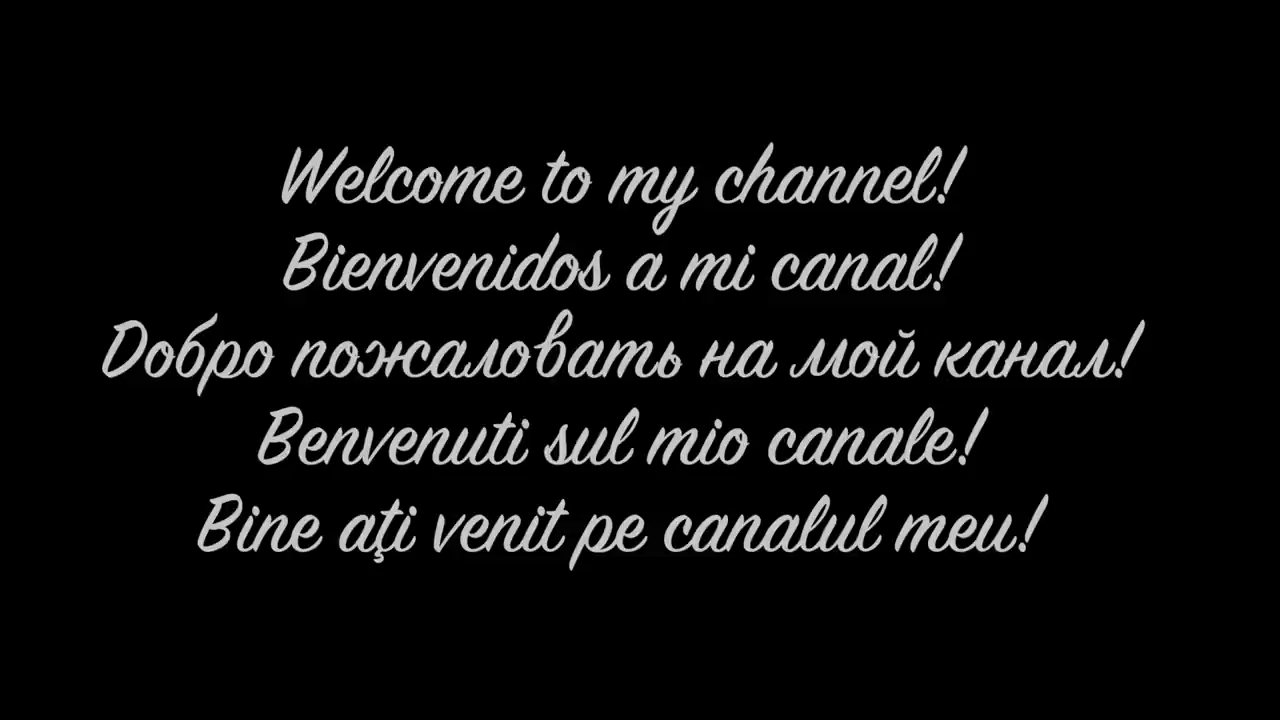 Welcome to my channel!
Bienvenidos a mi canal!
Добро пожаловать на мой канал!
Benvenuti sul mio canale!
Bine aţi venit pe canalul meu!